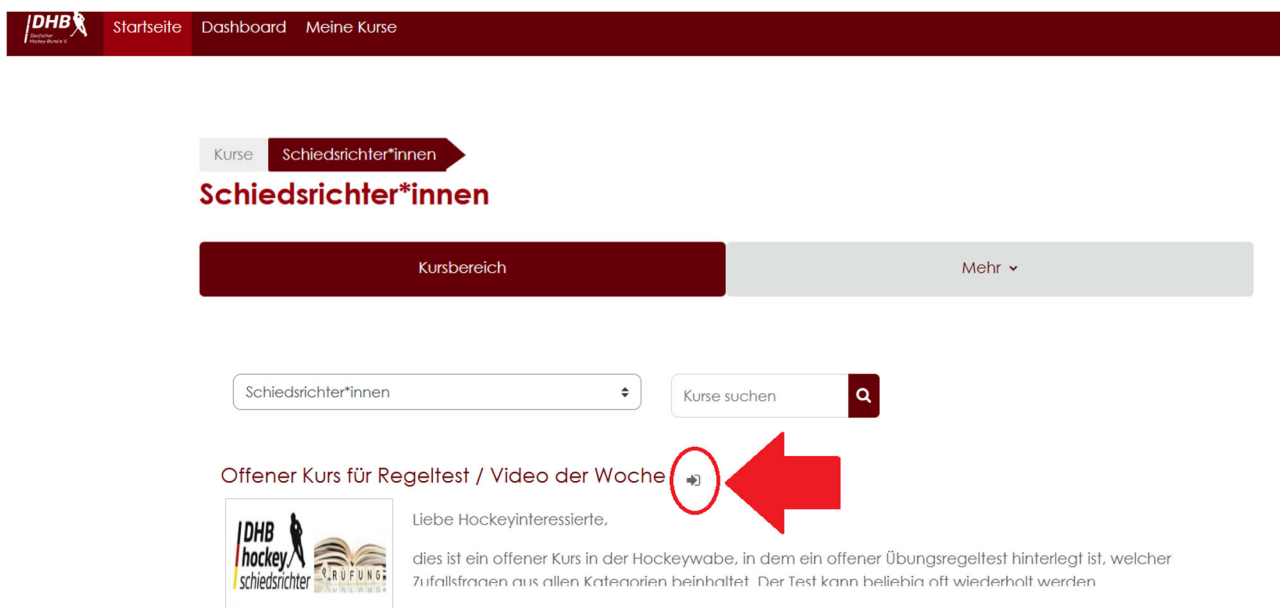 DHB
Deutscher
Hockey-Bund e.V.
Startseite Dashboard Meine Kurse
Kurse Schiedsrichter*innen
Schiedsrichter*innen
Kursbereich Mehr
Schiedsrichter*innen Kurse suchen
Offener Kurs für Regeltest / Video der Woche
DHB
hockey
schiedsrichter
PRÜFUNG
Liebe Hockeyinteressierte,
dies ist ein offener Kurs in der Hockeywabe, in dem ein offener Übungsregeltest hinterlegt ist, welcher
Zufallsfragen aus allen Kategorien beinhaltet. Der Test kann beliebig oft wiederholt werden